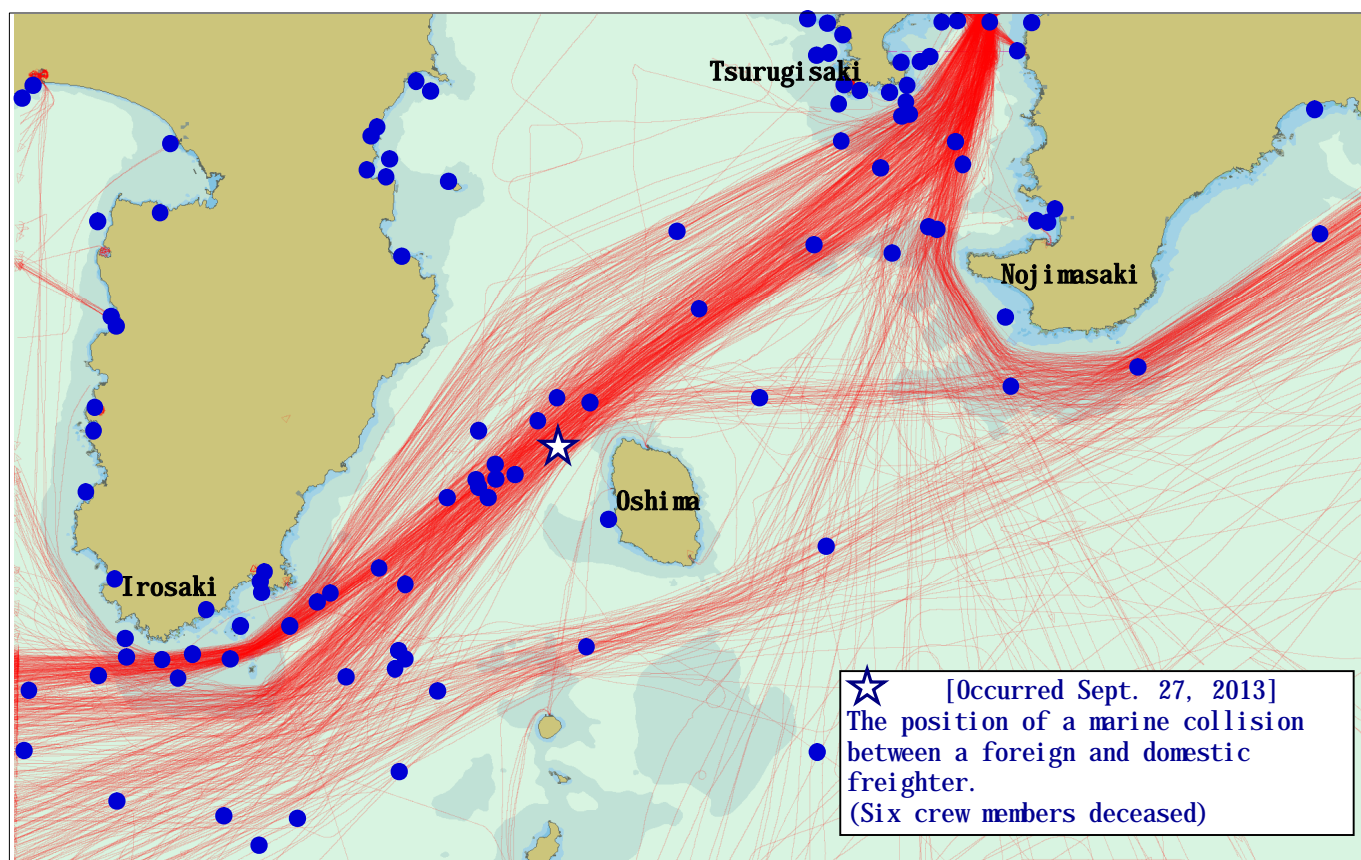 Tsurugisaki
Nojimasaki
Oshima
Irosaki
[Occurred Sept. 27, 2013]
The position of a marine collision
between a foreign and domestic
freighter.
(Six crew members deceased)